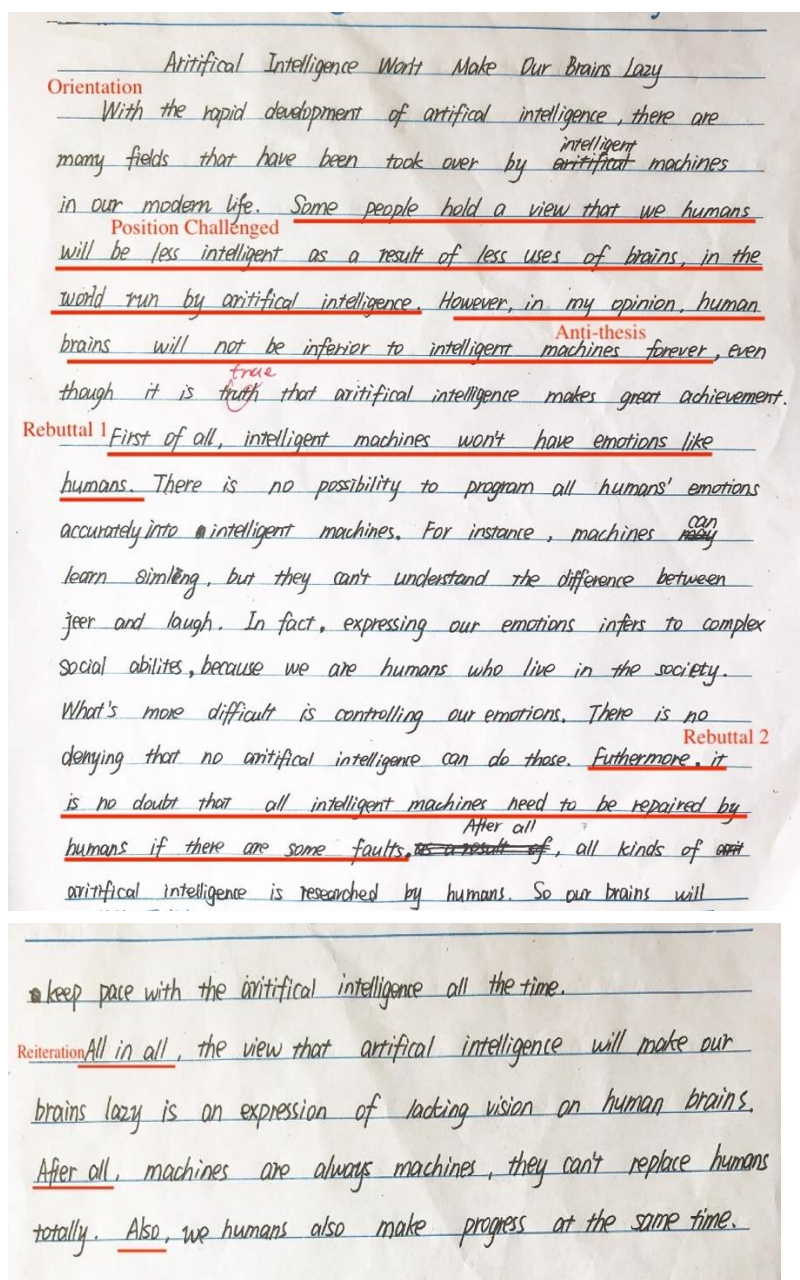 Aritifical Intelligence Won't Make Our Brains Lazy
Orientation
With the rapid development of artifical intelligence, there are
intelligent
many fields that have been took over by aritifical machines
in our modern life. Some people hold a view that we humans
Position Challenged
will be less intelligent as a result of less uses of brains, in the
world run by aritifical intelligence. However, in my opinion, human
Anti-thesis
brains will not be inferior to intelligent machines forever, even
true
though it is truth that aritifical intelligence makes great achievement.
Rebuttal 1 First of all, intelligent machines won't have emotions like
humans. There is no possibility to program all humans' emotions
accurately into intelligent machines. For instance, machines can
learn simling, but they can't understand the difference between
jeer and laugh. In fact, expressing our emotions infers to complex
social abilites, because we are humans who live in the society.
What's more difficult is controlling our emotions. There is no
Rebuttal 2
denying that no aritifical intelligence can do those. Futhermore, it
is no doubt that all intelligent machines need to be repaired by
After all
humans if there are some faults. as a result of, all kinds of
aritifical intelligence is researched by humans. So our brains will
keep pace with the aritifical intelligence all the time.
Reiteration All in all, the view that artifical intelligence will make our
brains lazy is an expression of lacking vision on human brains.
After all, machines are always machines, they can't replace humans
totally. Also, we humans also make progress at the same time.